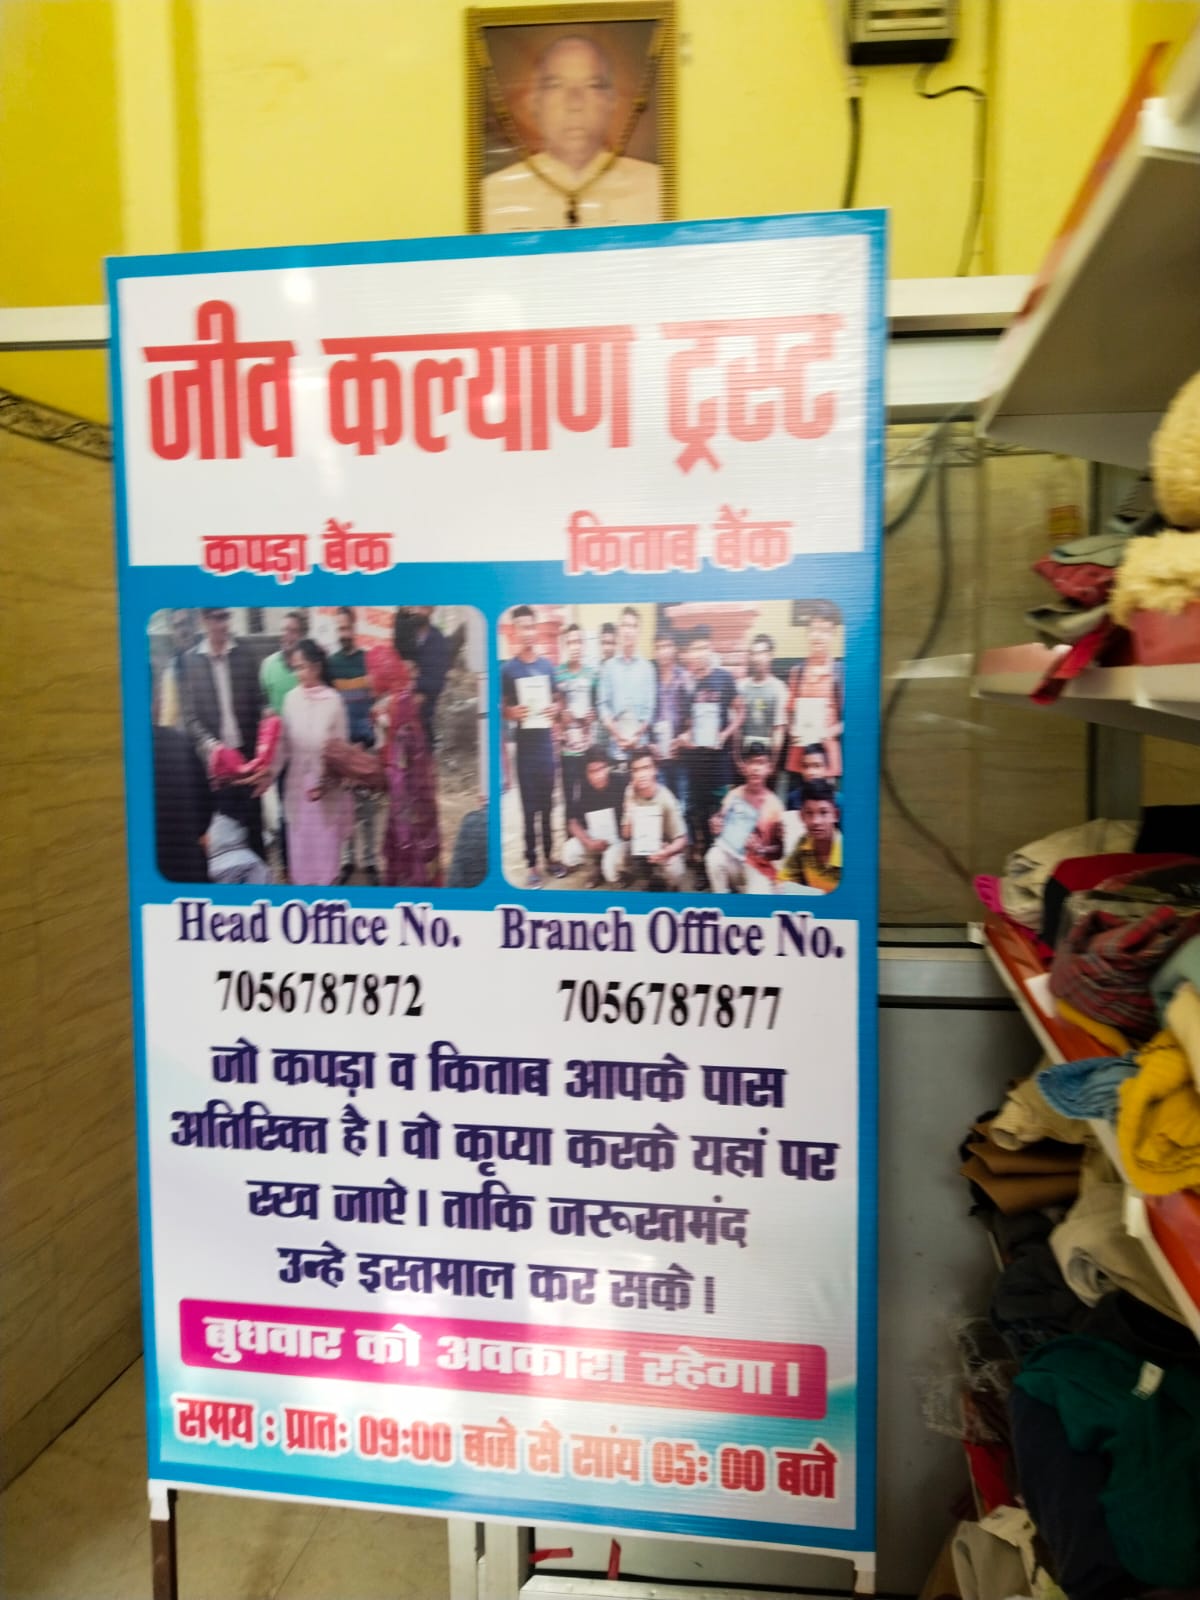 जीव कल्याण ट्रस्ट
कपड़ा बैंक किताब बैंक
Head Office No. Branch Office No.
7056787872 7056787877
जो कपड़ा व किताब आपके पास
अतिरिक्त है। वो कृप्या करके यहां पर
रख जाऐ। ताकि जरूरतमंद
उन्हे इस्तमाल कर सके।
बुधवार को अवकाश रहेगा।
समय : प्रातः 09:00 बजे से सांय 05: 00 बजे